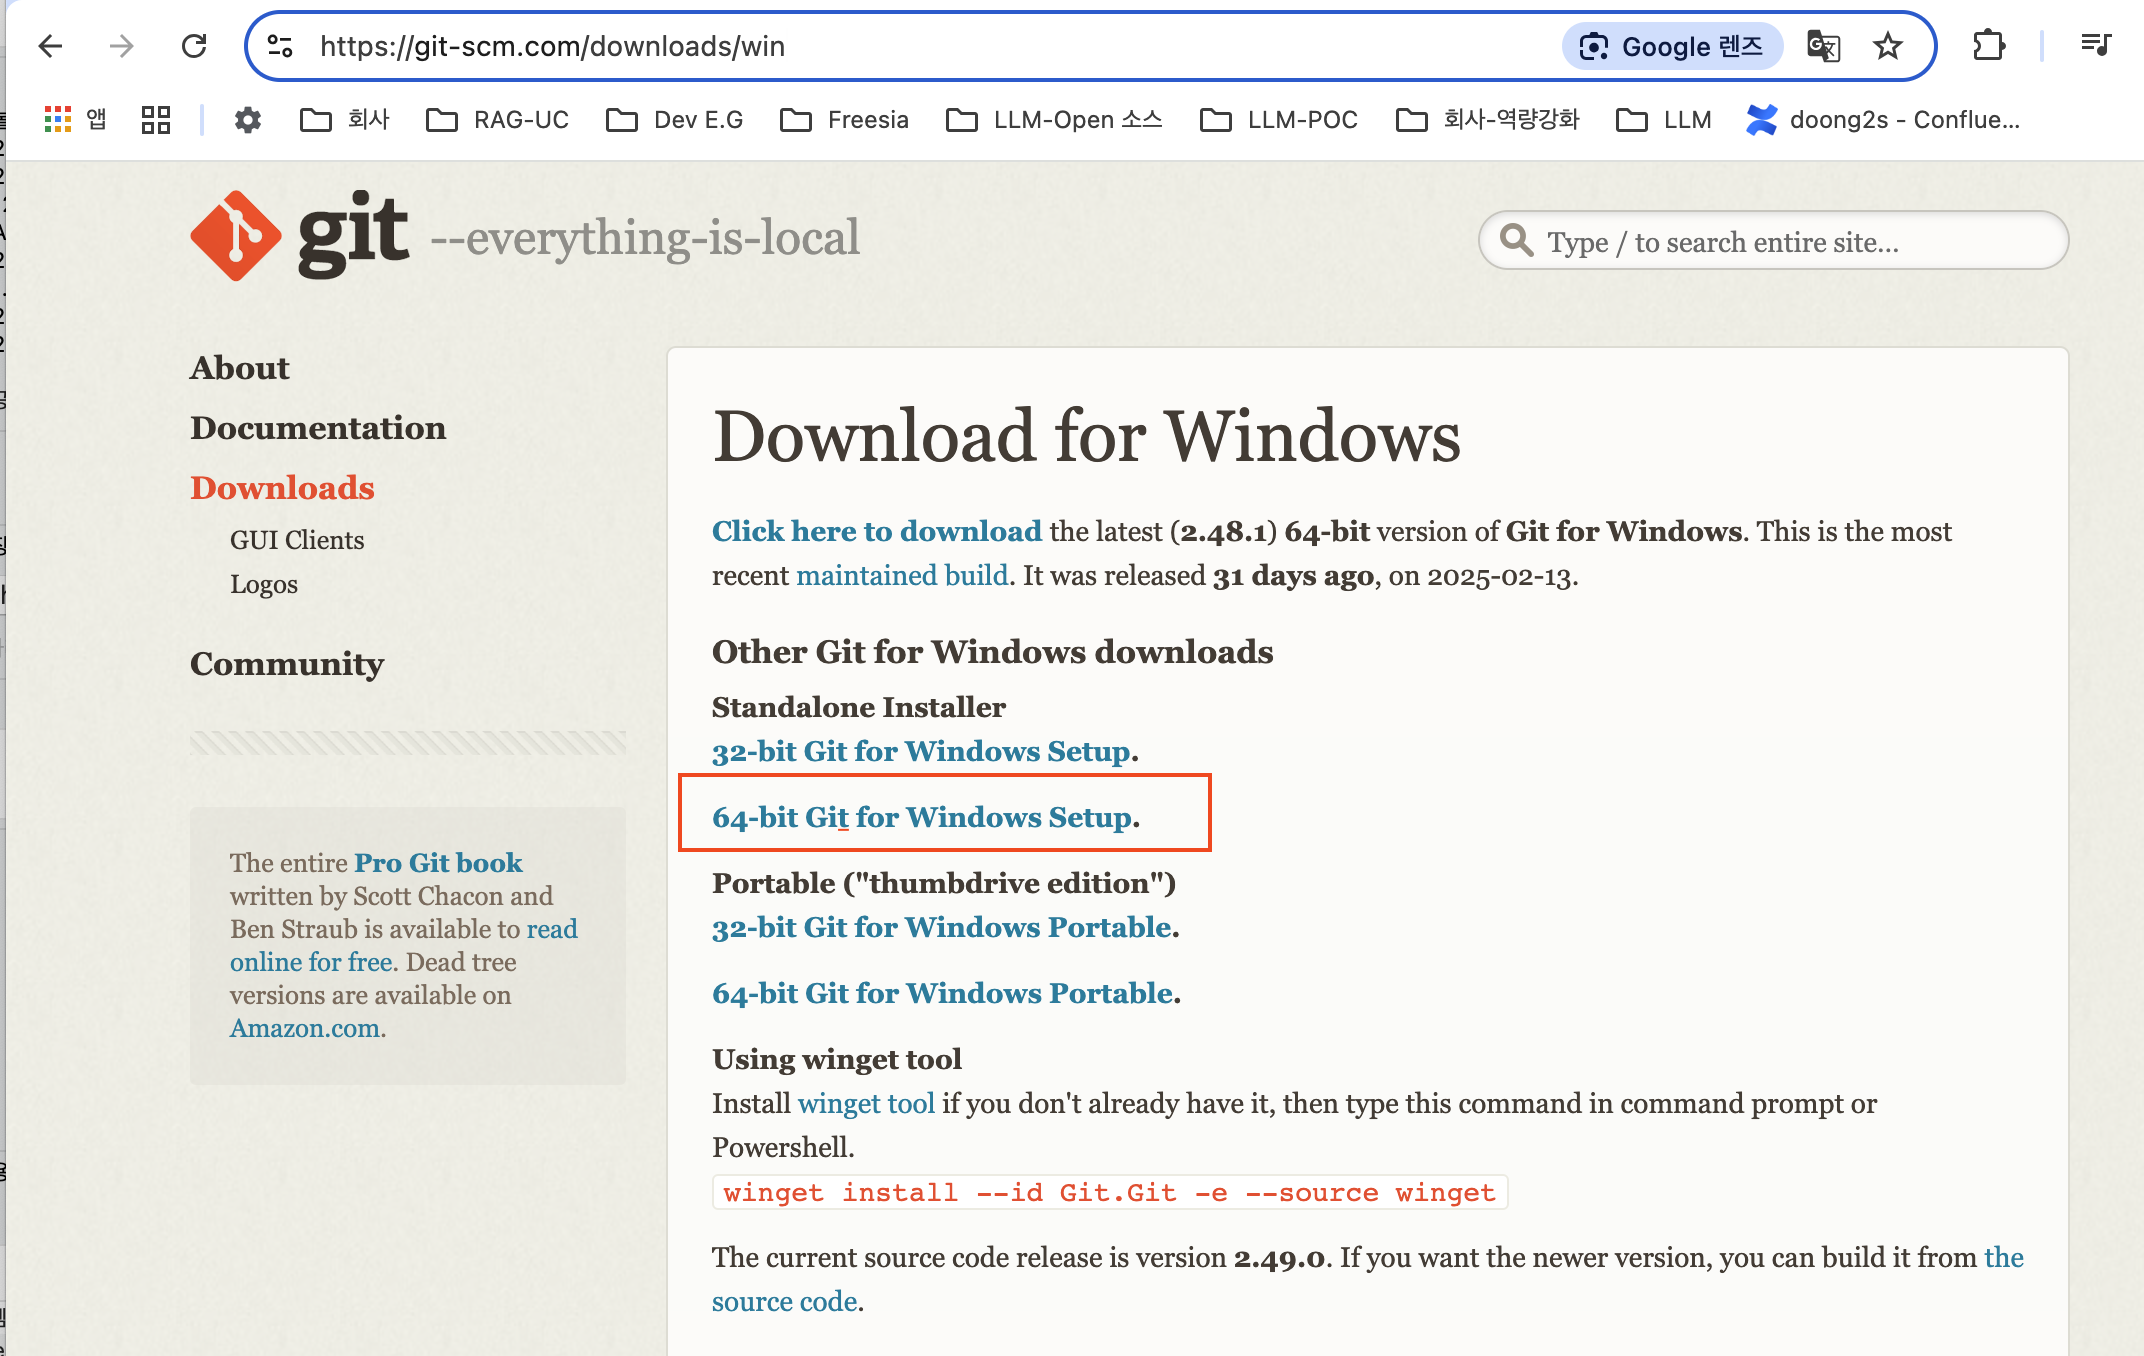 https://git-scm.com/downloads/win
Google 렌즈
앱
회사
RAG-UC
Dev E.G
Freesia
LLM-Open 소스
LLM-POC
회사-역량강화
LLM
doong2s - Conflue...
git --everything-is-local
Type / to search entire site...
About
Documentation
Downloads
GUI Clients
Logos
Community
The entire Pro Git book
written by Scott Chacon and
Ben Straub is available to read
online for free. Dead tree
versions are available on
Amazon.com.
Download for Windows
Click here to download the latest (2.48.1) 64-bit version of Git for Windows. This is the most
recent maintained build. It was released 31 days ago, on 2025-02-13.
Other Git for Windows downloads
Standalone Installer
32-bit Git for Windows Setup.
64-bit Git for Windows Setup.
Portable ("thumbdrive edition")
32-bit Git for Windows Portable.
64-bit Git for Windows Portable.
Using winget tool
Install winget tool if you don't already have it, then type this command in command prompt or
Powershell.
winget install --id Git.Git -e --source winget
The current source code release is version 2.49.0. If you want the newer version, you can build it from the
source code.